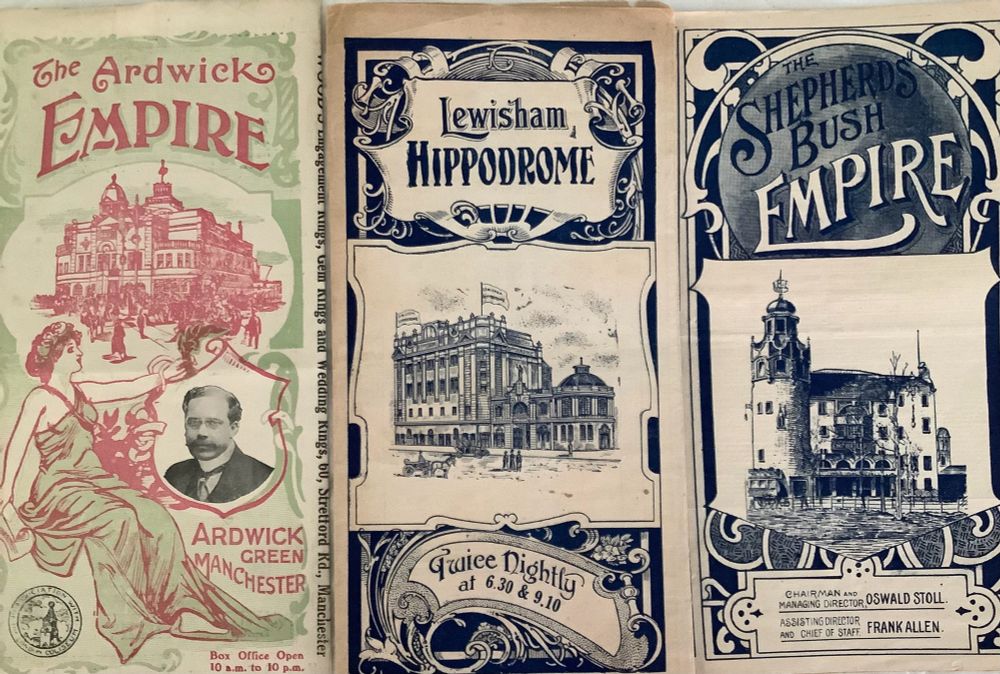 The Ardwick
EMPIRE
ARDWICK
GREEN
MANCHESTER
Box Office Open
10 a.m. to 10 p.m.
Engagement Rings, Gem Rings and Wedding Rings, 60, Stretford Rd., Manchester
Lewisham
HIPPODROME
Twice Nightly
at 6.30 & 9.10
THE
SHEPHERDS
BUSH
EMPIRE
CHAIRMAN AND
MANAGING DIRECTOR, OSWALD STOLL.
ASSISTING DIRECTOR
AND CHIEF OF STAFF. FRANK ALLEN.